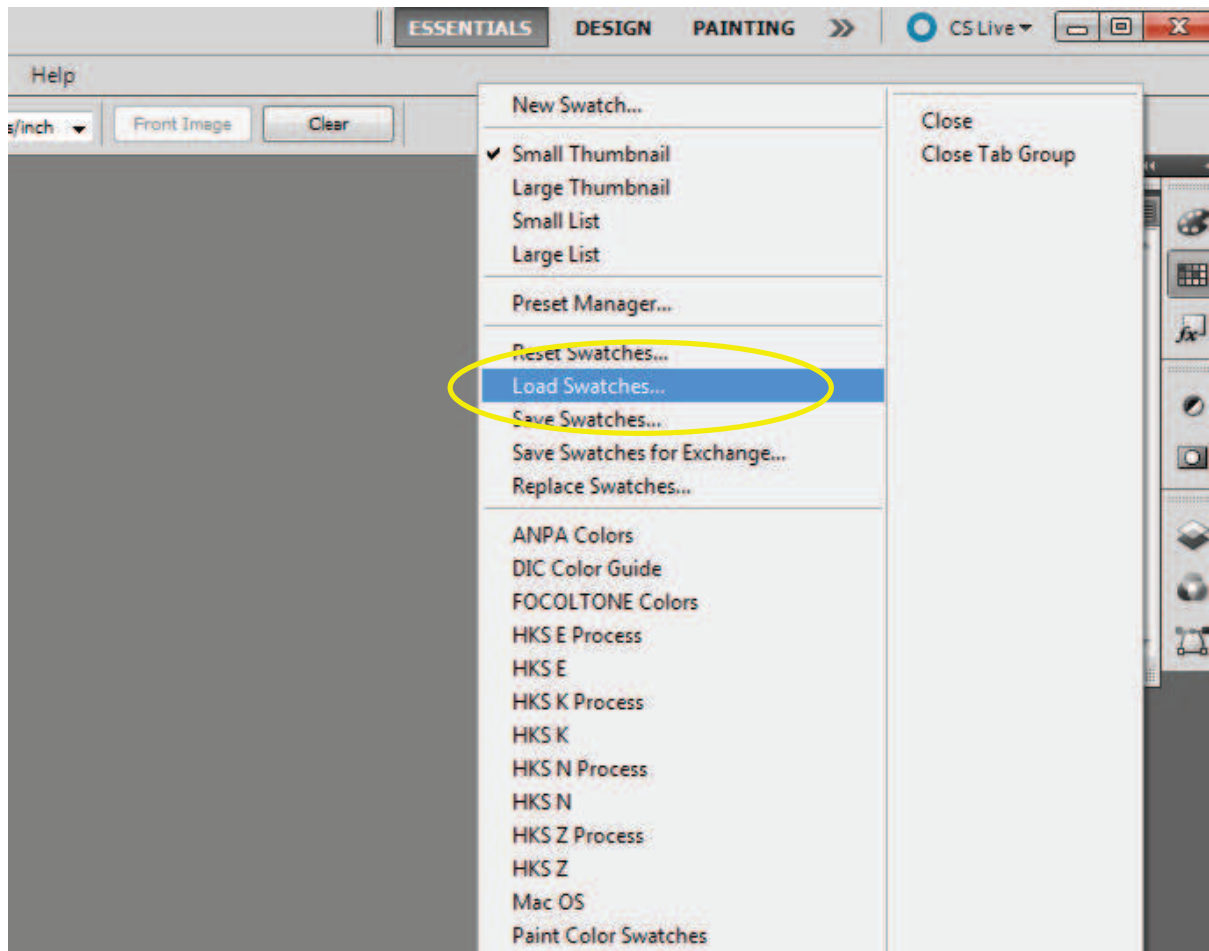 ESSENTIALS DESIGN PAINTING CS Live
Help
s/inch Front Image Clear
New Swatch...
Small Thumbnail
Large Thumbnail
Small List
Large List
Preset Manager...
Reset Swatches...
Load Swatches...
Save Swatches...
Save Swatches for Exchange...
Replace Swatches...
ANPA Colors
DIC Color Guide
FOCOLTONE Colors
HKS E Process
HKS E
HKS K Process
HKS K
HKS N Process
HKS N
HKS Z Process
HKS Z
Mac OS
Paint Color Swatches
Close
Close Tab Group
fx